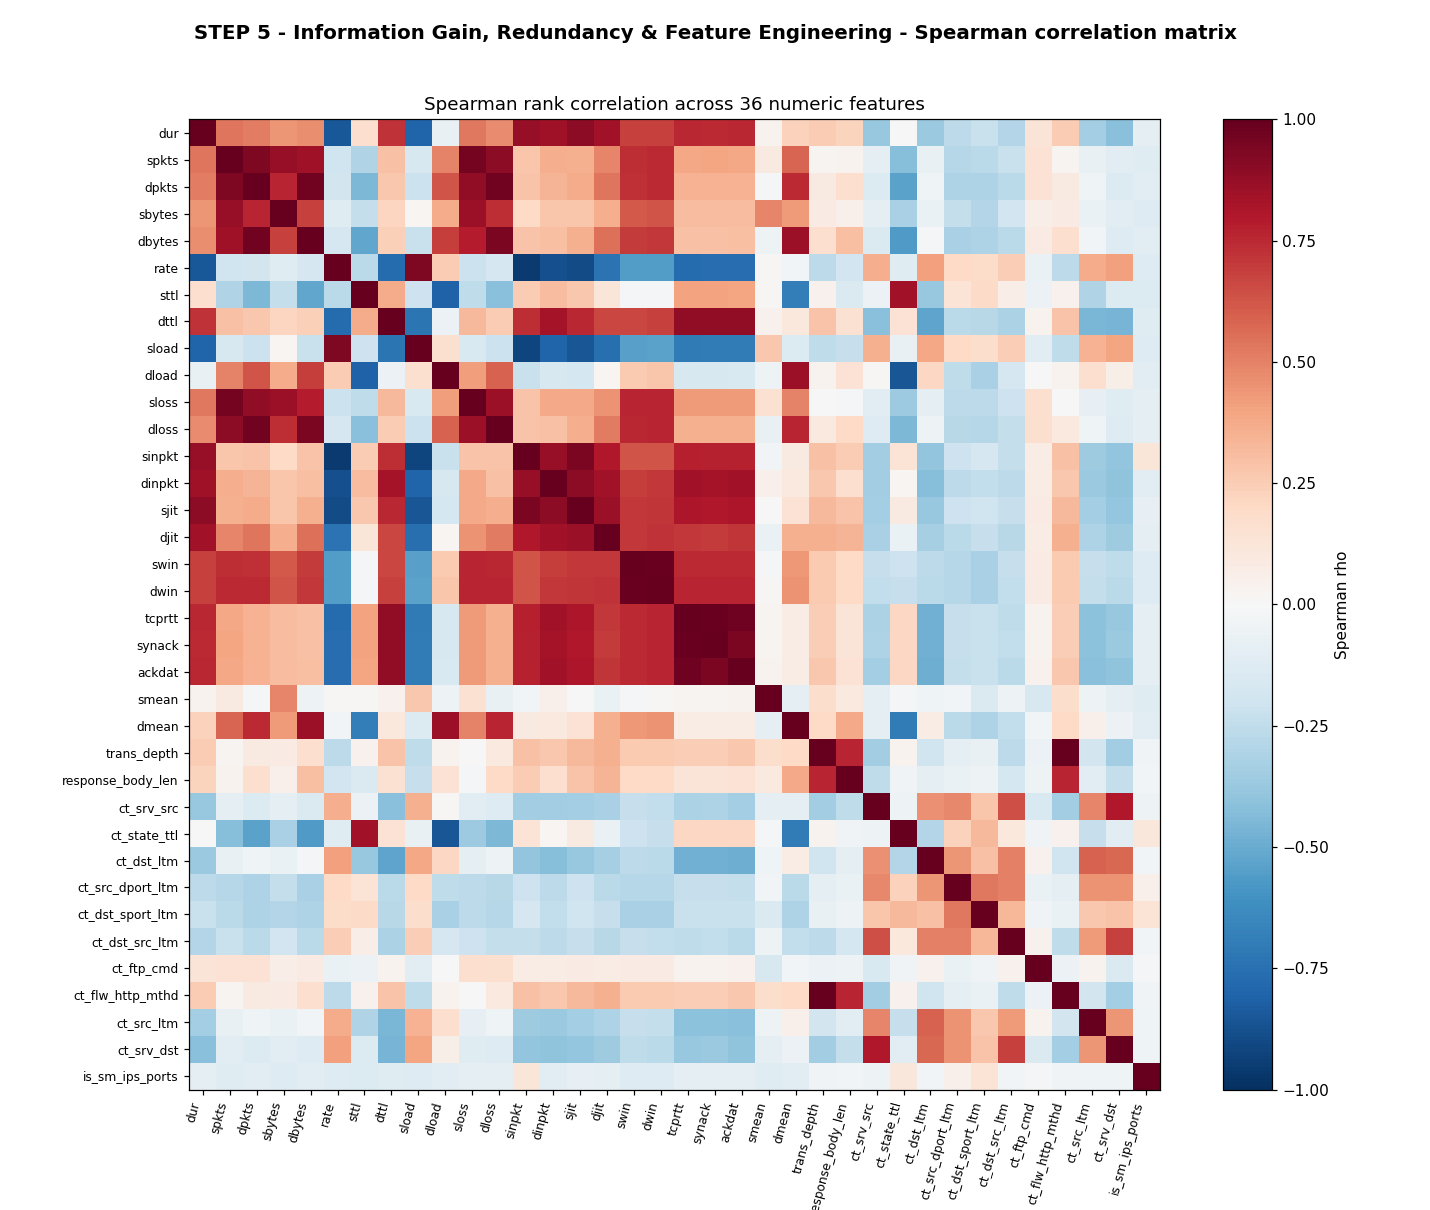 STEP 5 - Information Gain, Redundancy & Feature Engineering - Spearman correlation matrix
Spearman rank correlation across 36 numeric features
dur
spkts
dpkts
sbytes
dbytes
rate
sttl
dttl
sload
dload
sloss
dloss
sinpkt
dinpkt
sjit
djit
swin
dwin
tcprtt
synack
ackdat
smean
dmean
trans_depth
response_body_len
ct_srv_src
ct_state_ttl
ct_dst_ltm
ct_src_dport_ltm
ct_dst_sport_ltm
ct_dst_src_ltm
ct_ftp_cmd
ct_flw_http_mthd
ct_src_ltm
ct_srv_dst
is_sm_ips_ports
dur
spkts
dpkts
sbytes
dbytes
rate
sttl
dttl
sload
dload
sloss
dloss
sinpkt
dinpkt
sjit
djit
swin
dwin
tcprtt
synack
ackdat
smean
dmean
trans_depth
esponse_body_len
ct_srv_src
ct_state_ttl
ct_dst_ltm
ct_src_dport_ltm
ct_dst_sport_ltm
ct_dst_src_ltm
ct_ftp_cmd
ct_flw_http_mthd
ct_src_ltm
ct_srv_dst
is_sm_ips_ports
1.00
0.75
0.50
0.25
0.00
−0.25
−0.50
−0.75
−1.00
Spearman rho